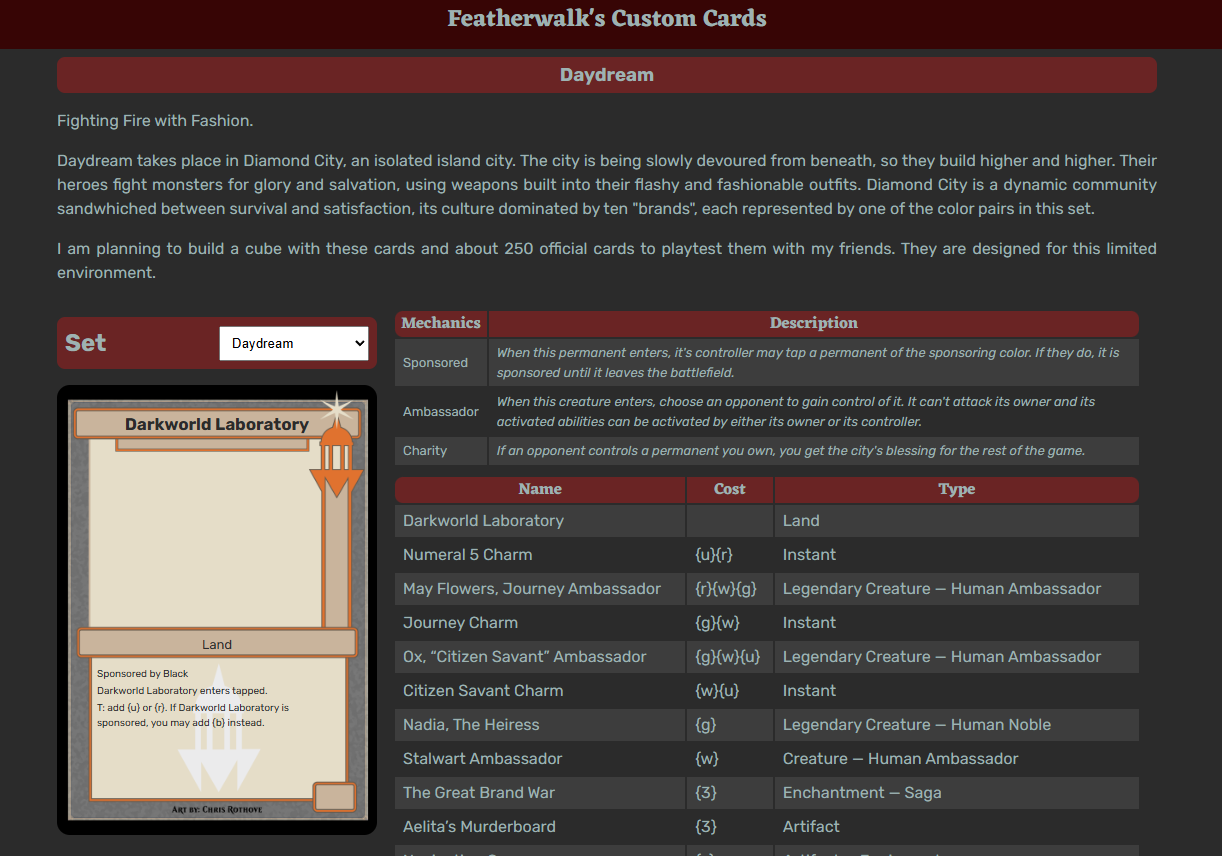 Featherwalk's Custom Cards
Daydream
Fighting Fire with Fashion.
Daydream takes place in Diamond City, an isolated island city. The city is being slowly devoured from beneath, so they build higher and higher. Their
heroes fight monsters for glory and salvation, using weapons built into their flashy and fashionable outfits. Diamond City is a dynamic community
sandwhiched between survival and satisfaction, its culture dominated by ten "brands", each represented by one of the color pairs in this set.
I am planning to build a cube with these cards and about 250 official cards to playtest them with my friends. They are designed for this limited
environment.
Set
Daydream
Darkworld Laboratory
Land
Sponsored by Black
Darkworld Laboratory enters tapped.
T: add {u} or {r}. If Darkworld Laboratory is
sponsored, you may add {b} instead.
Art by: Chris Rothove
Mechanics Description
Sponsored When this permanent enters, it's controller may tap a permanent of the sponsoring color. If they do, it is
sponsored until it leaves the battlefield.
Ambassador When this creature enters, choose an opponent to gain control of it. It can't attack its owner and its
activated abilities can be activated by either its owner or its controller.
Charity If an opponent controls a permanent you own, you get the city's blessing for the rest of the game.
Name Cost Type
Darkworld Laboratory Land
Numeral 5 Charm {u}{r} Instant
May Flowers, Journey Ambassador {r}{w}{g} Legendary Creature — Human Ambassador
Journey Charm {g}{w} Instant
Ox, “Citizen Savant” Ambassador {g}{w}{u} Legendary Creature — Human Ambassador
Citizen Savant Charm {w}{u} Instant
Nadia, The Heiress {g} Legendary Creature — Human Noble
Stalwart Ambassador {w} Creature — Human Ambassador
The Great Brand War {3} Enchantment — Saga
Aelita's Murderboard {3} Artifact